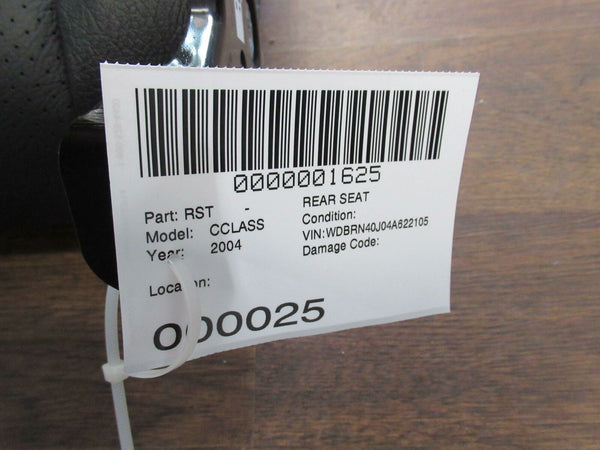 0000001625
Part: RST -
REAR SEAT
Model: CCLASS
Condition:
Year: 2004
VIN:WDBRN40J04A622105
Damage Code:
Location:
000025